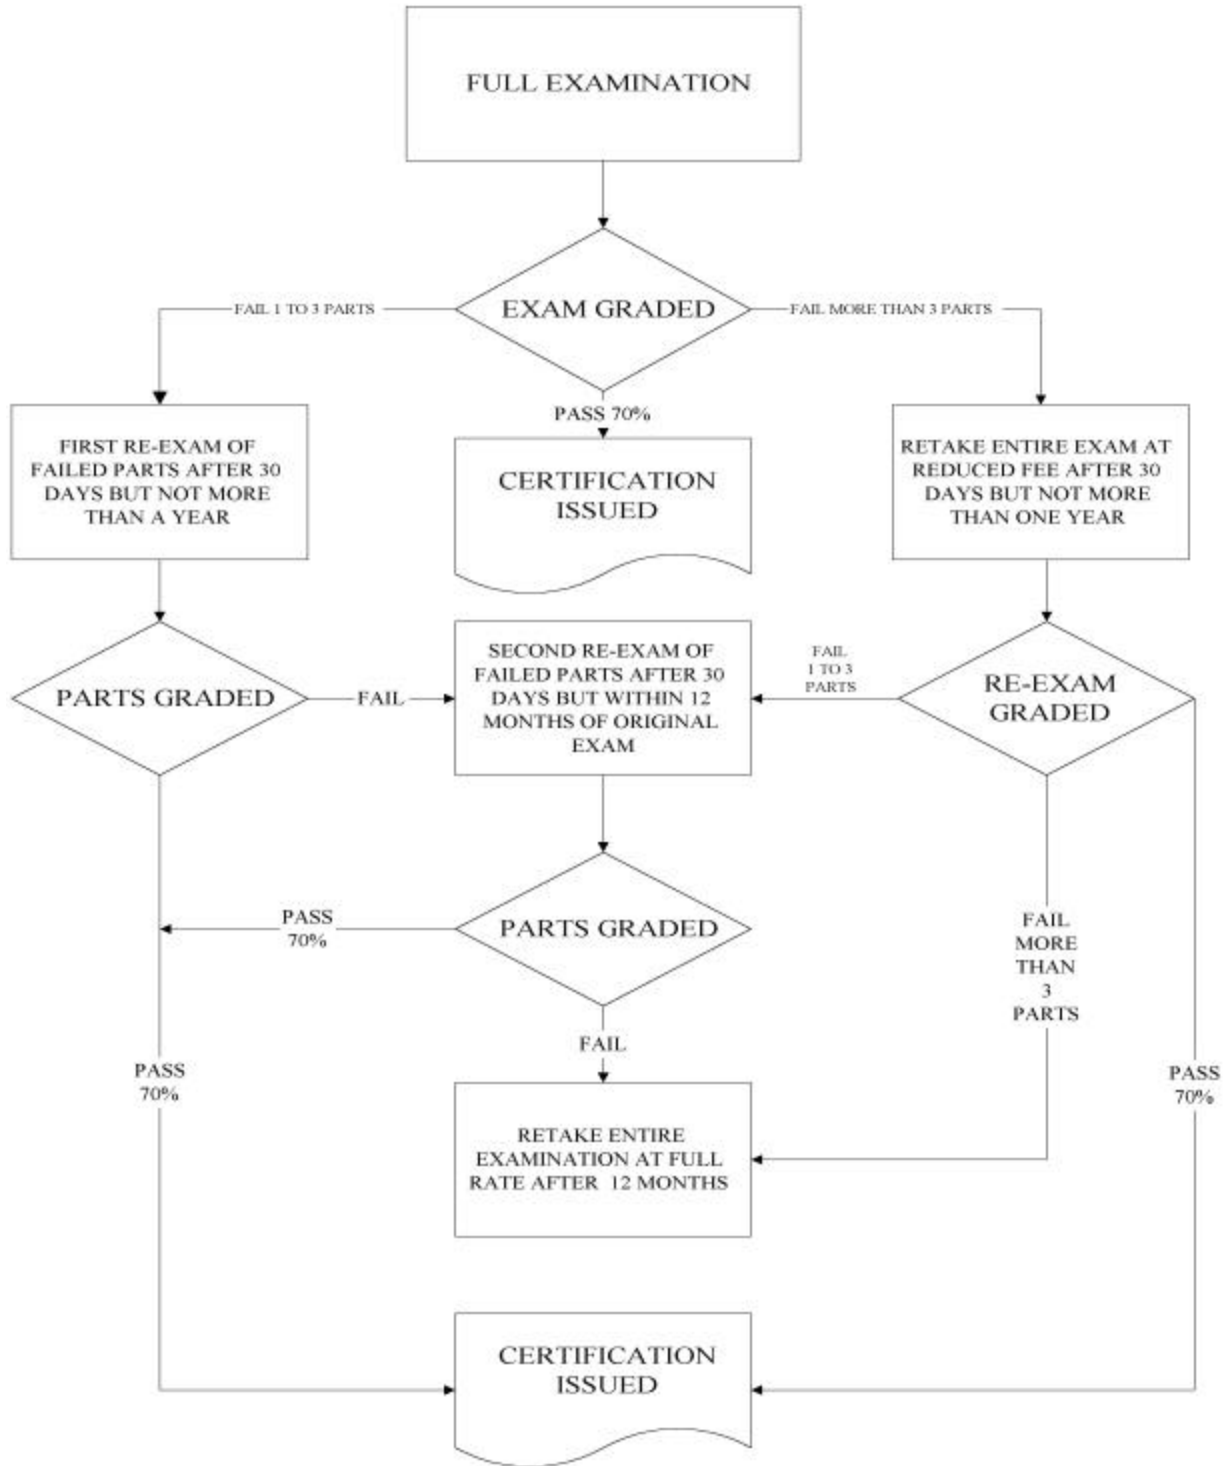 FULL EXAMINATION
EXAM GRADED
FAIL 1 TO 3 PARTS
FAIL MORE THAN 3 PARTS
PASS 70%
FIRST RE-EXAM OF
FAILED PARTS AFTER 30
DAYS BUT NOT MORE
THAN A YEAR
CERTIFICATION
ISSUED
RETAKE ENTIRE EXAM AT
REDUCED FEE AFTER 30
DAYS BUT NOT MORE
THAN ONE YEAR
PARTS GRADED
FAIL
SECOND RE-EXAM OF
FAILED PARTS AFTER 30
DAYS BUT WITHIN 12
MONTHS OF ORIGINAL
EXAM
FAIL
1 TO 3
PARTS
RE-EXAM
GRADED
PASS
70%
PARTS GRADED
FAIL
MORE
THAN
3
PARTS
FAIL
PASS
70%
PASS
70%
RETAKE ENTIRE
EXAMINATION AT FULL
RATE AFTER 12 MONTHS
CERTIFICATION
ISSUED